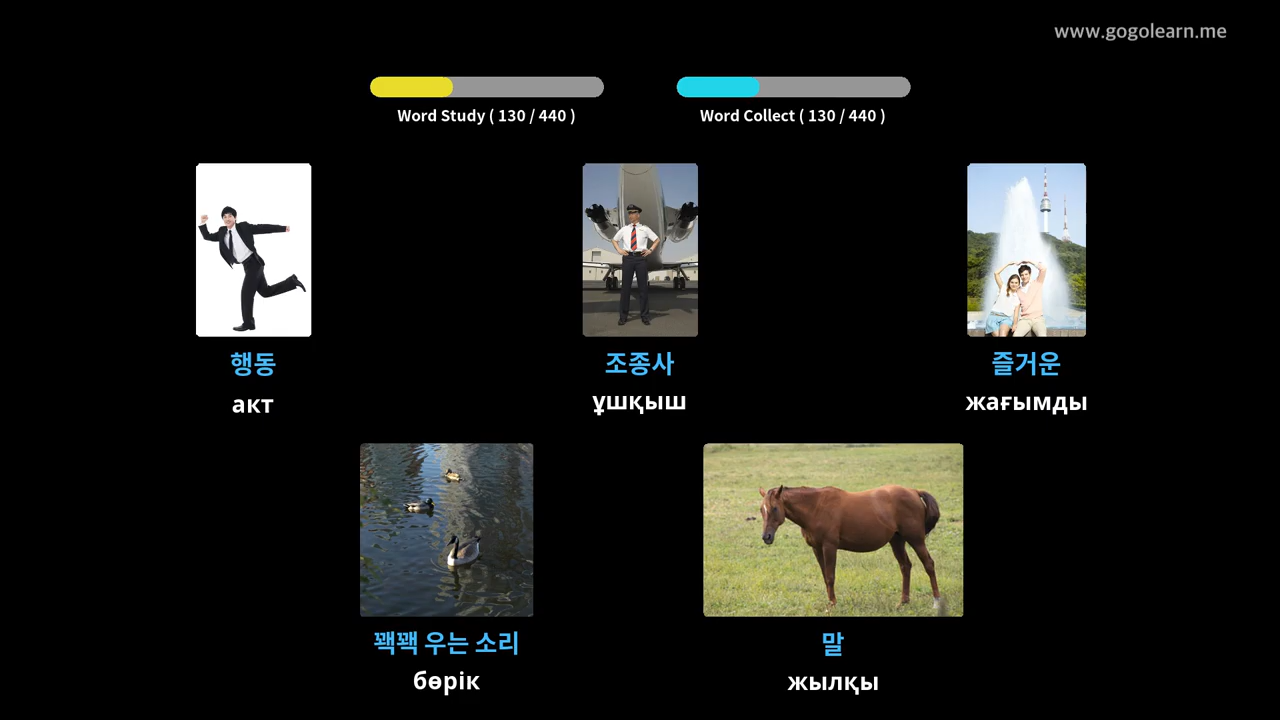 www.gogolearn.me
Word Study ( 130 / 440 )
Word Collect ( 130 / 440 )
행동
조종사
즐거운
акт
ұшқыш
жағымды
꽥꽥 우는 소리
말
бөрік
жылқы